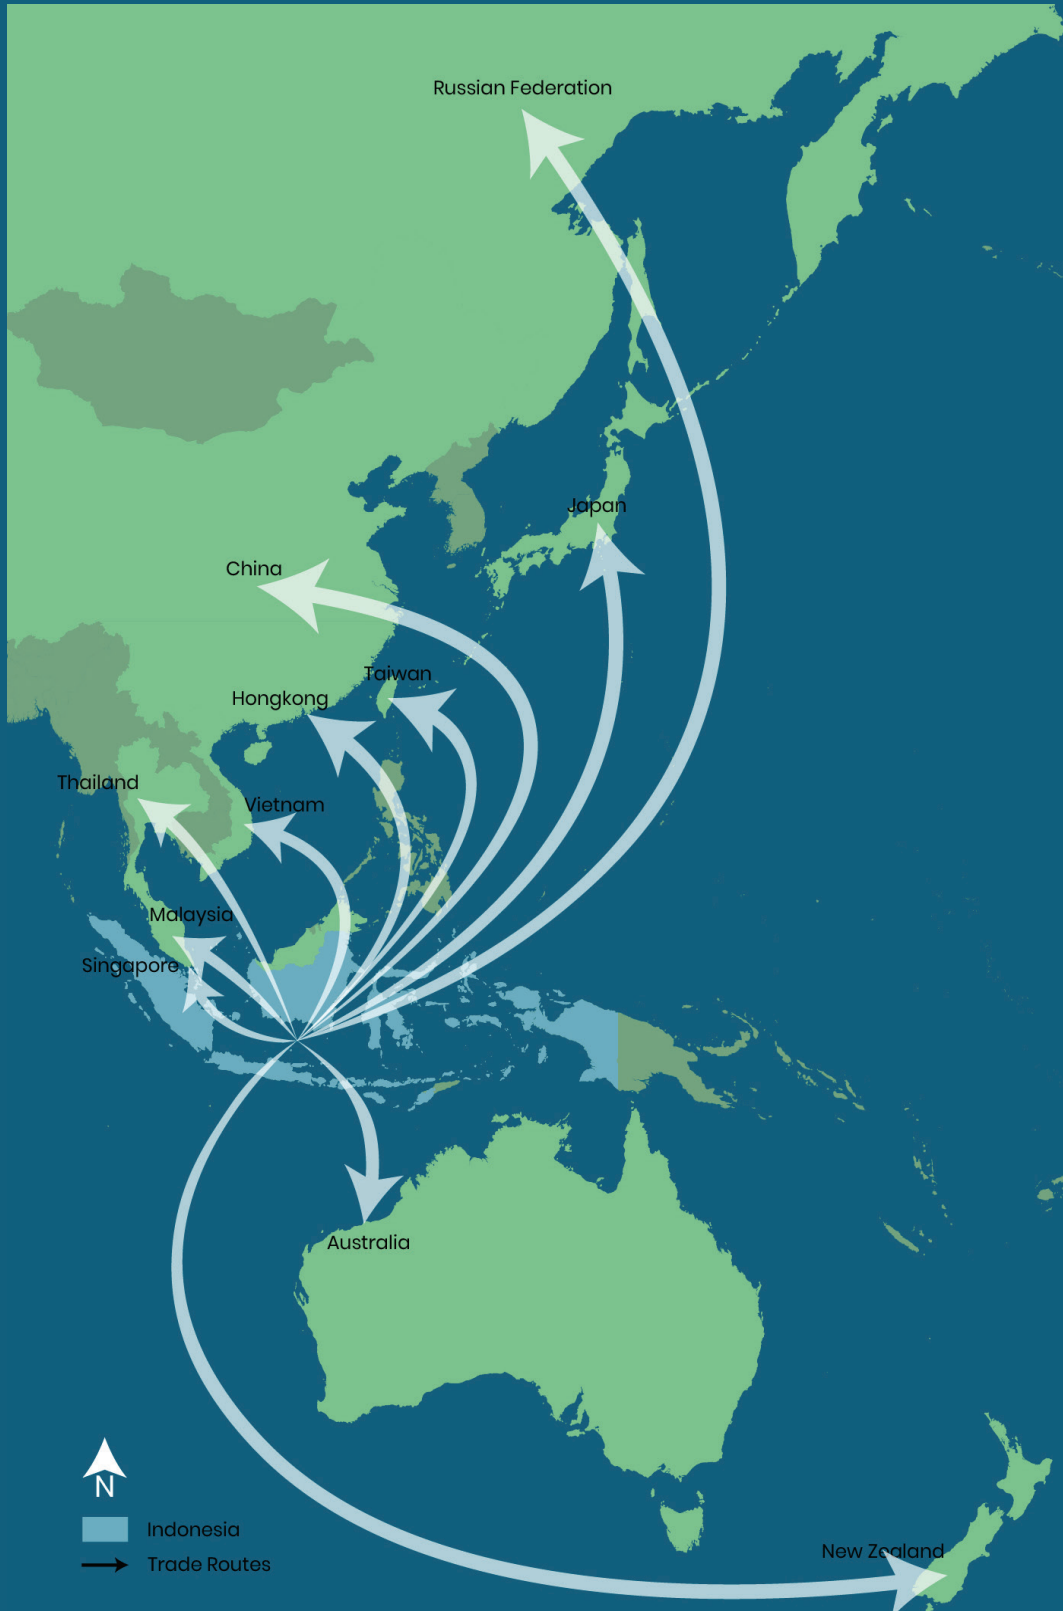 Russian Federation
Japan
China
Taiwan
Hongkong
Thailand
Vietnam
Malaysia
Singapore
Australia
N
Indonesia
New Zealand
Trade Routes